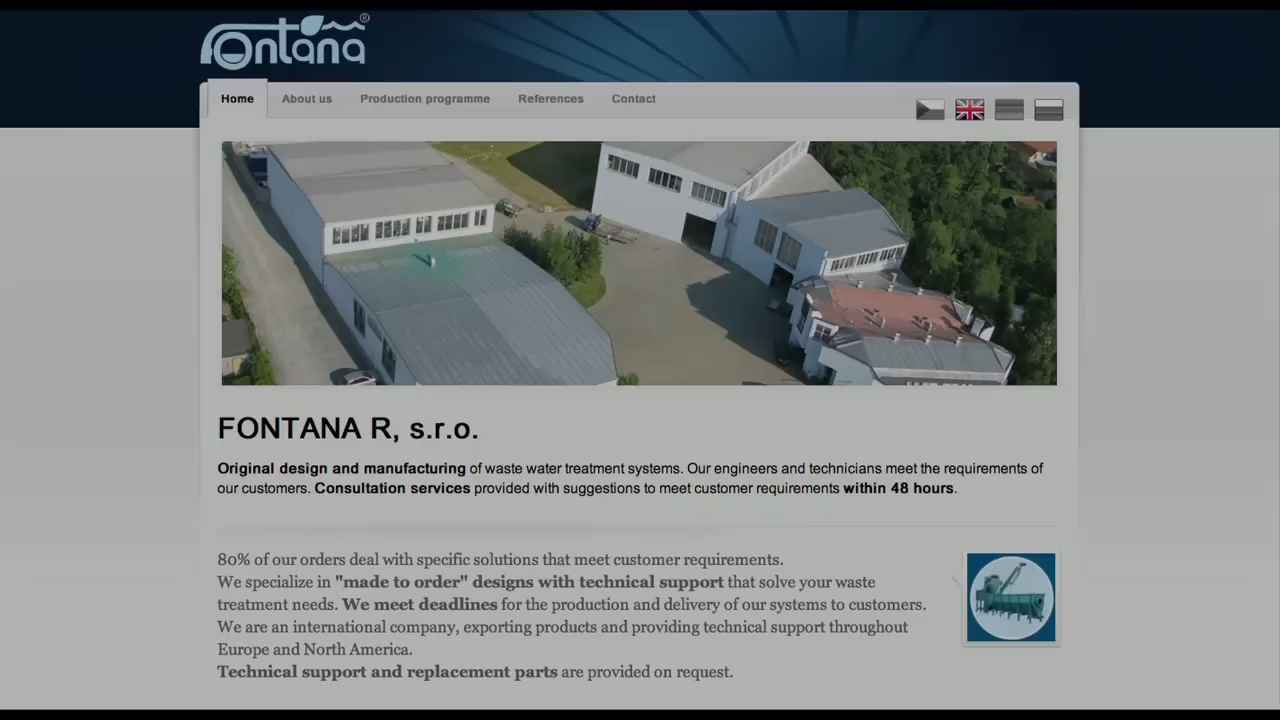 fontana®
Home About us Production programme References Contact
FONTANA R, s.r.o.
Original design and manufacturing of waste water treatment systems. Our engineers and technicians meet the requirements of
our customers. Consultation services provided with suggestions to meet customer requirements within 48 hours.
80% of our orders deal with specific solutions that meet customer requirements.
We specialize in "made to order" designs with technical support that solve your waste
treatment needs. We meet deadlines for the production and delivery of our systems to customers.
We are an international company, exporting products and providing technical support throughout
Europe and North America.
Technical support and replacement parts are provided on request.